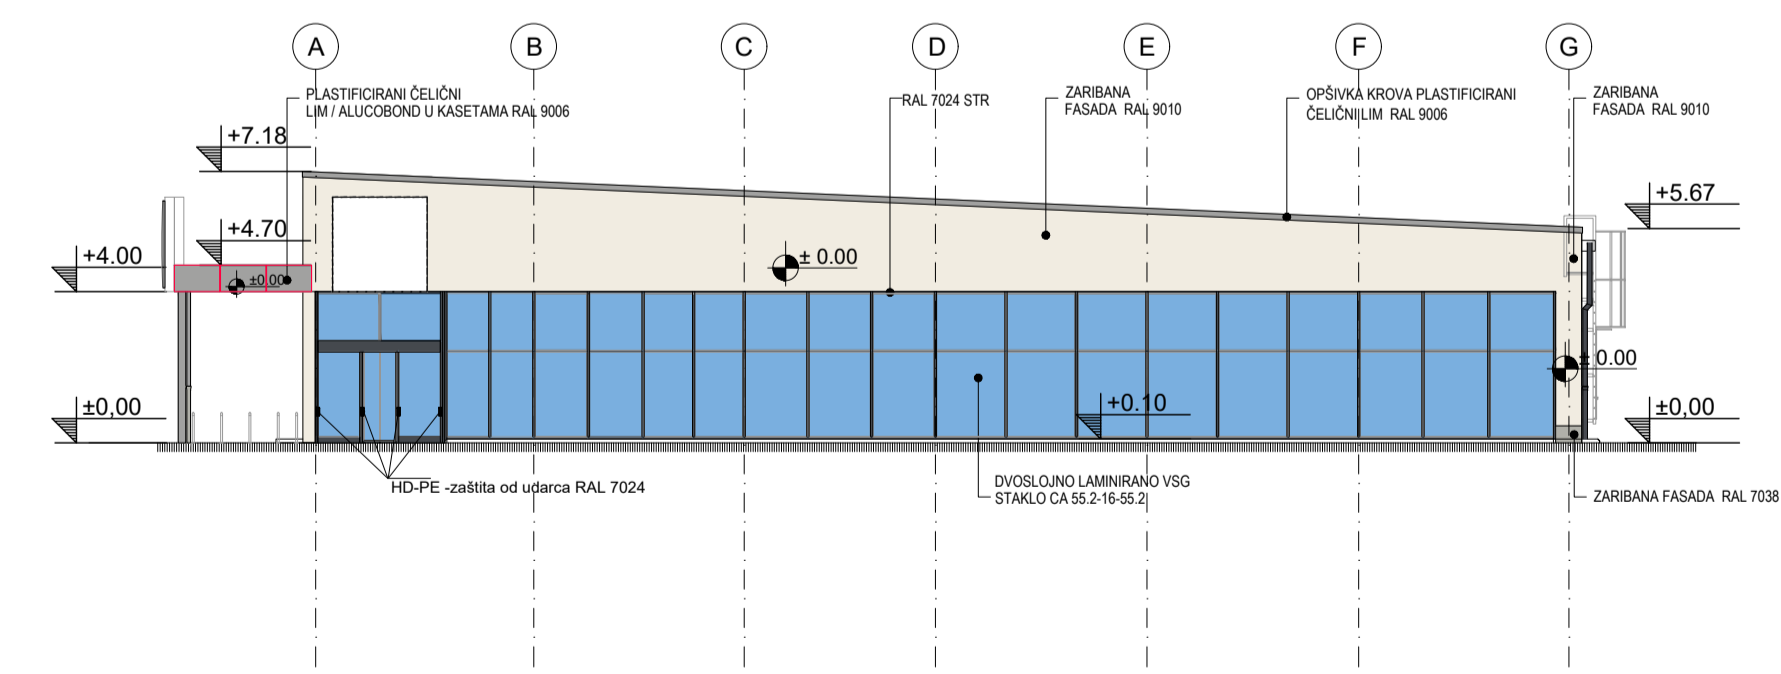 A B C D E F G
PLASTIFICIRANI ČELIČNI
LIM / ALUCOBOND U KASETAMA RAL 9006
RAL 7024 STR
ZARIBANA
FASADA RAL 9010
OPŠIVKA KROVA PLASTIFICIRANI
ČELIČNI LIM RAL 9006
ZARIBANA
FASADA RAL 9010
+7.18
+5.67
+4.70
+4.00
± 0.00
±0.00
± 0.00
±0,00
+0.10
±0,00
HD-PE -zaštita od udarca RAL 7024
DVOSLOJNO LAMINIRANO VSG
STAKLO CA 55.2-16-55.2
ZARIBANA FASADA RAL 7038